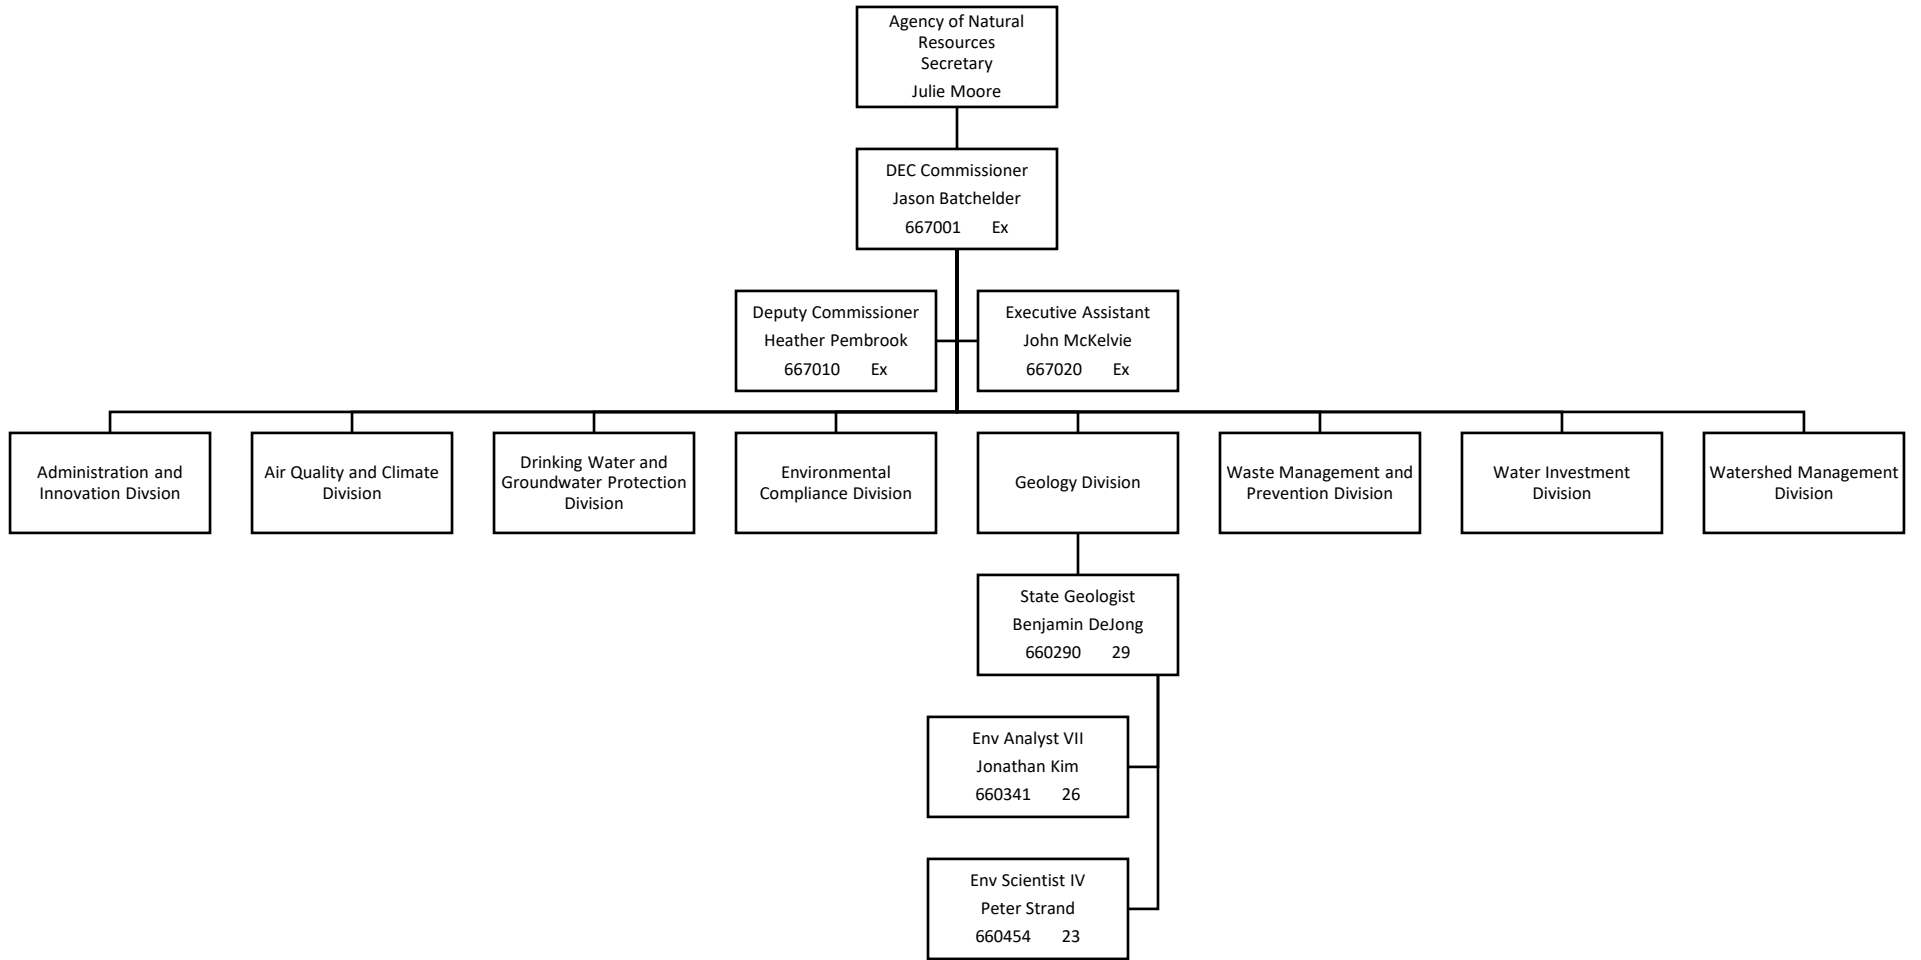 Agency of Natural
Resources
Secretary
Julie Moore
DEC Commissioner
Jason Batchelder
667001 Ex
Deputy Commissioner
Heather Pembrook
667010 Ex
Executive Assistant
John McKelvie
667020 Ex
Administration and
Innovation Divsion
Air Quality and Climate
Division
Drinking Water and
Groundwater Protection
Division
Environmental
Compliance Division
Geology Division
Waste Management and
Prevention Division
Water Investment
Division
Watershed Management
Division
State Geologist
Benjamin DeJong
660290 29
Env Analyst VII
Jonathan Kim
660341 26
Env Scientist IV
Peter Strand
660454 23